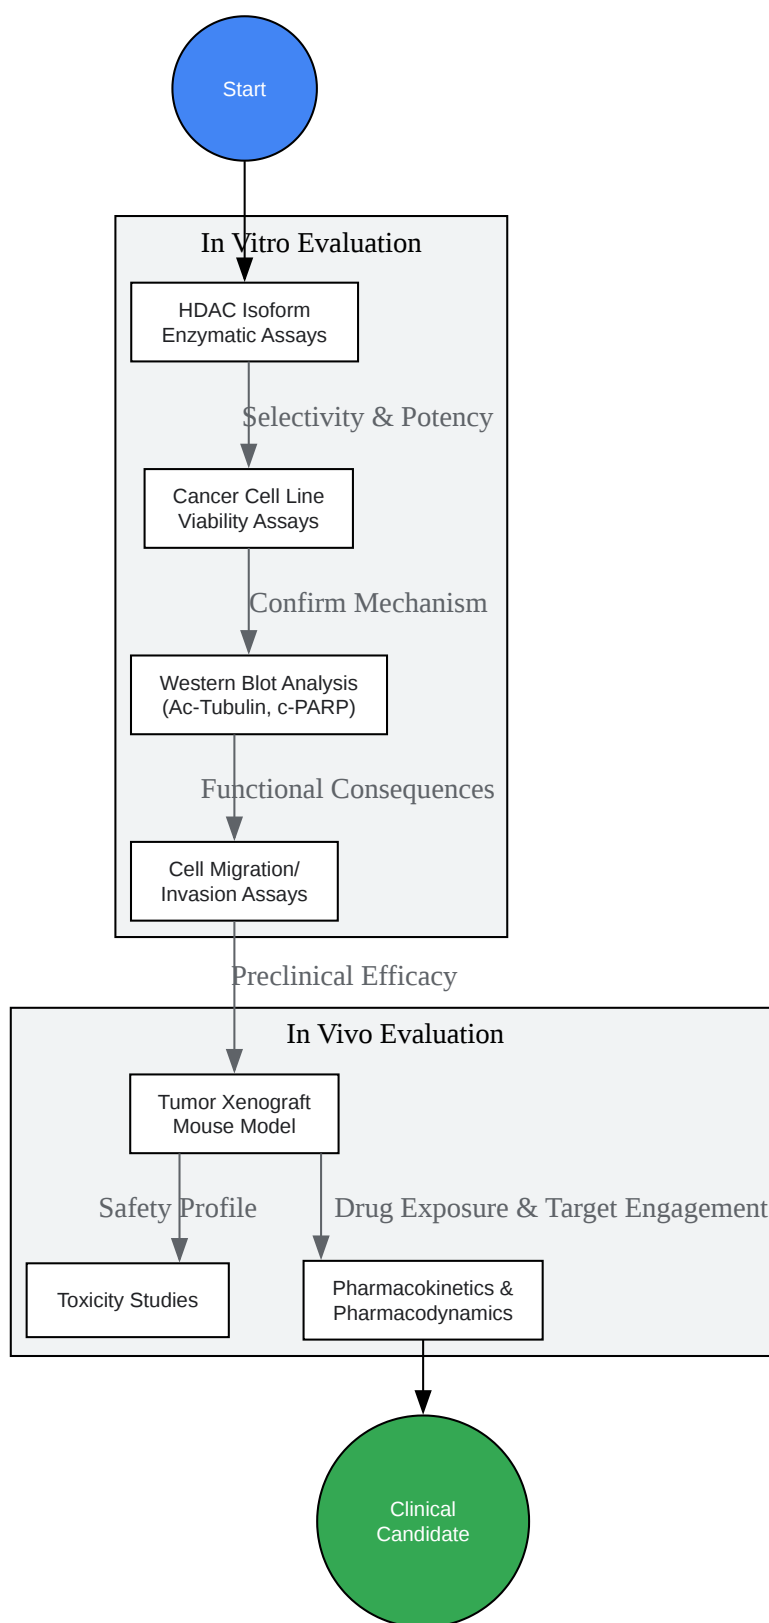 Start
In Vitro Evaluation
HDAC Isoform
Enzymatic Assays
Selectivity & Potency
Cancer Cell Line
Viability Assays
Confirm Mechanism
Western Blot Analysis
(Ac-Tubulin, c-PARP)
Functional Consequences
Cell Migration/
Invasion Assays
Preclinical Efficacy
In Vivo Evaluation
Tumor Xenograft
Mouse Model
Safety Profile
Drug Exposure & Target Engagement
Toxicity Studies
Pharmacokinetics &
Pharmacodynamics
Clinical
Candidate